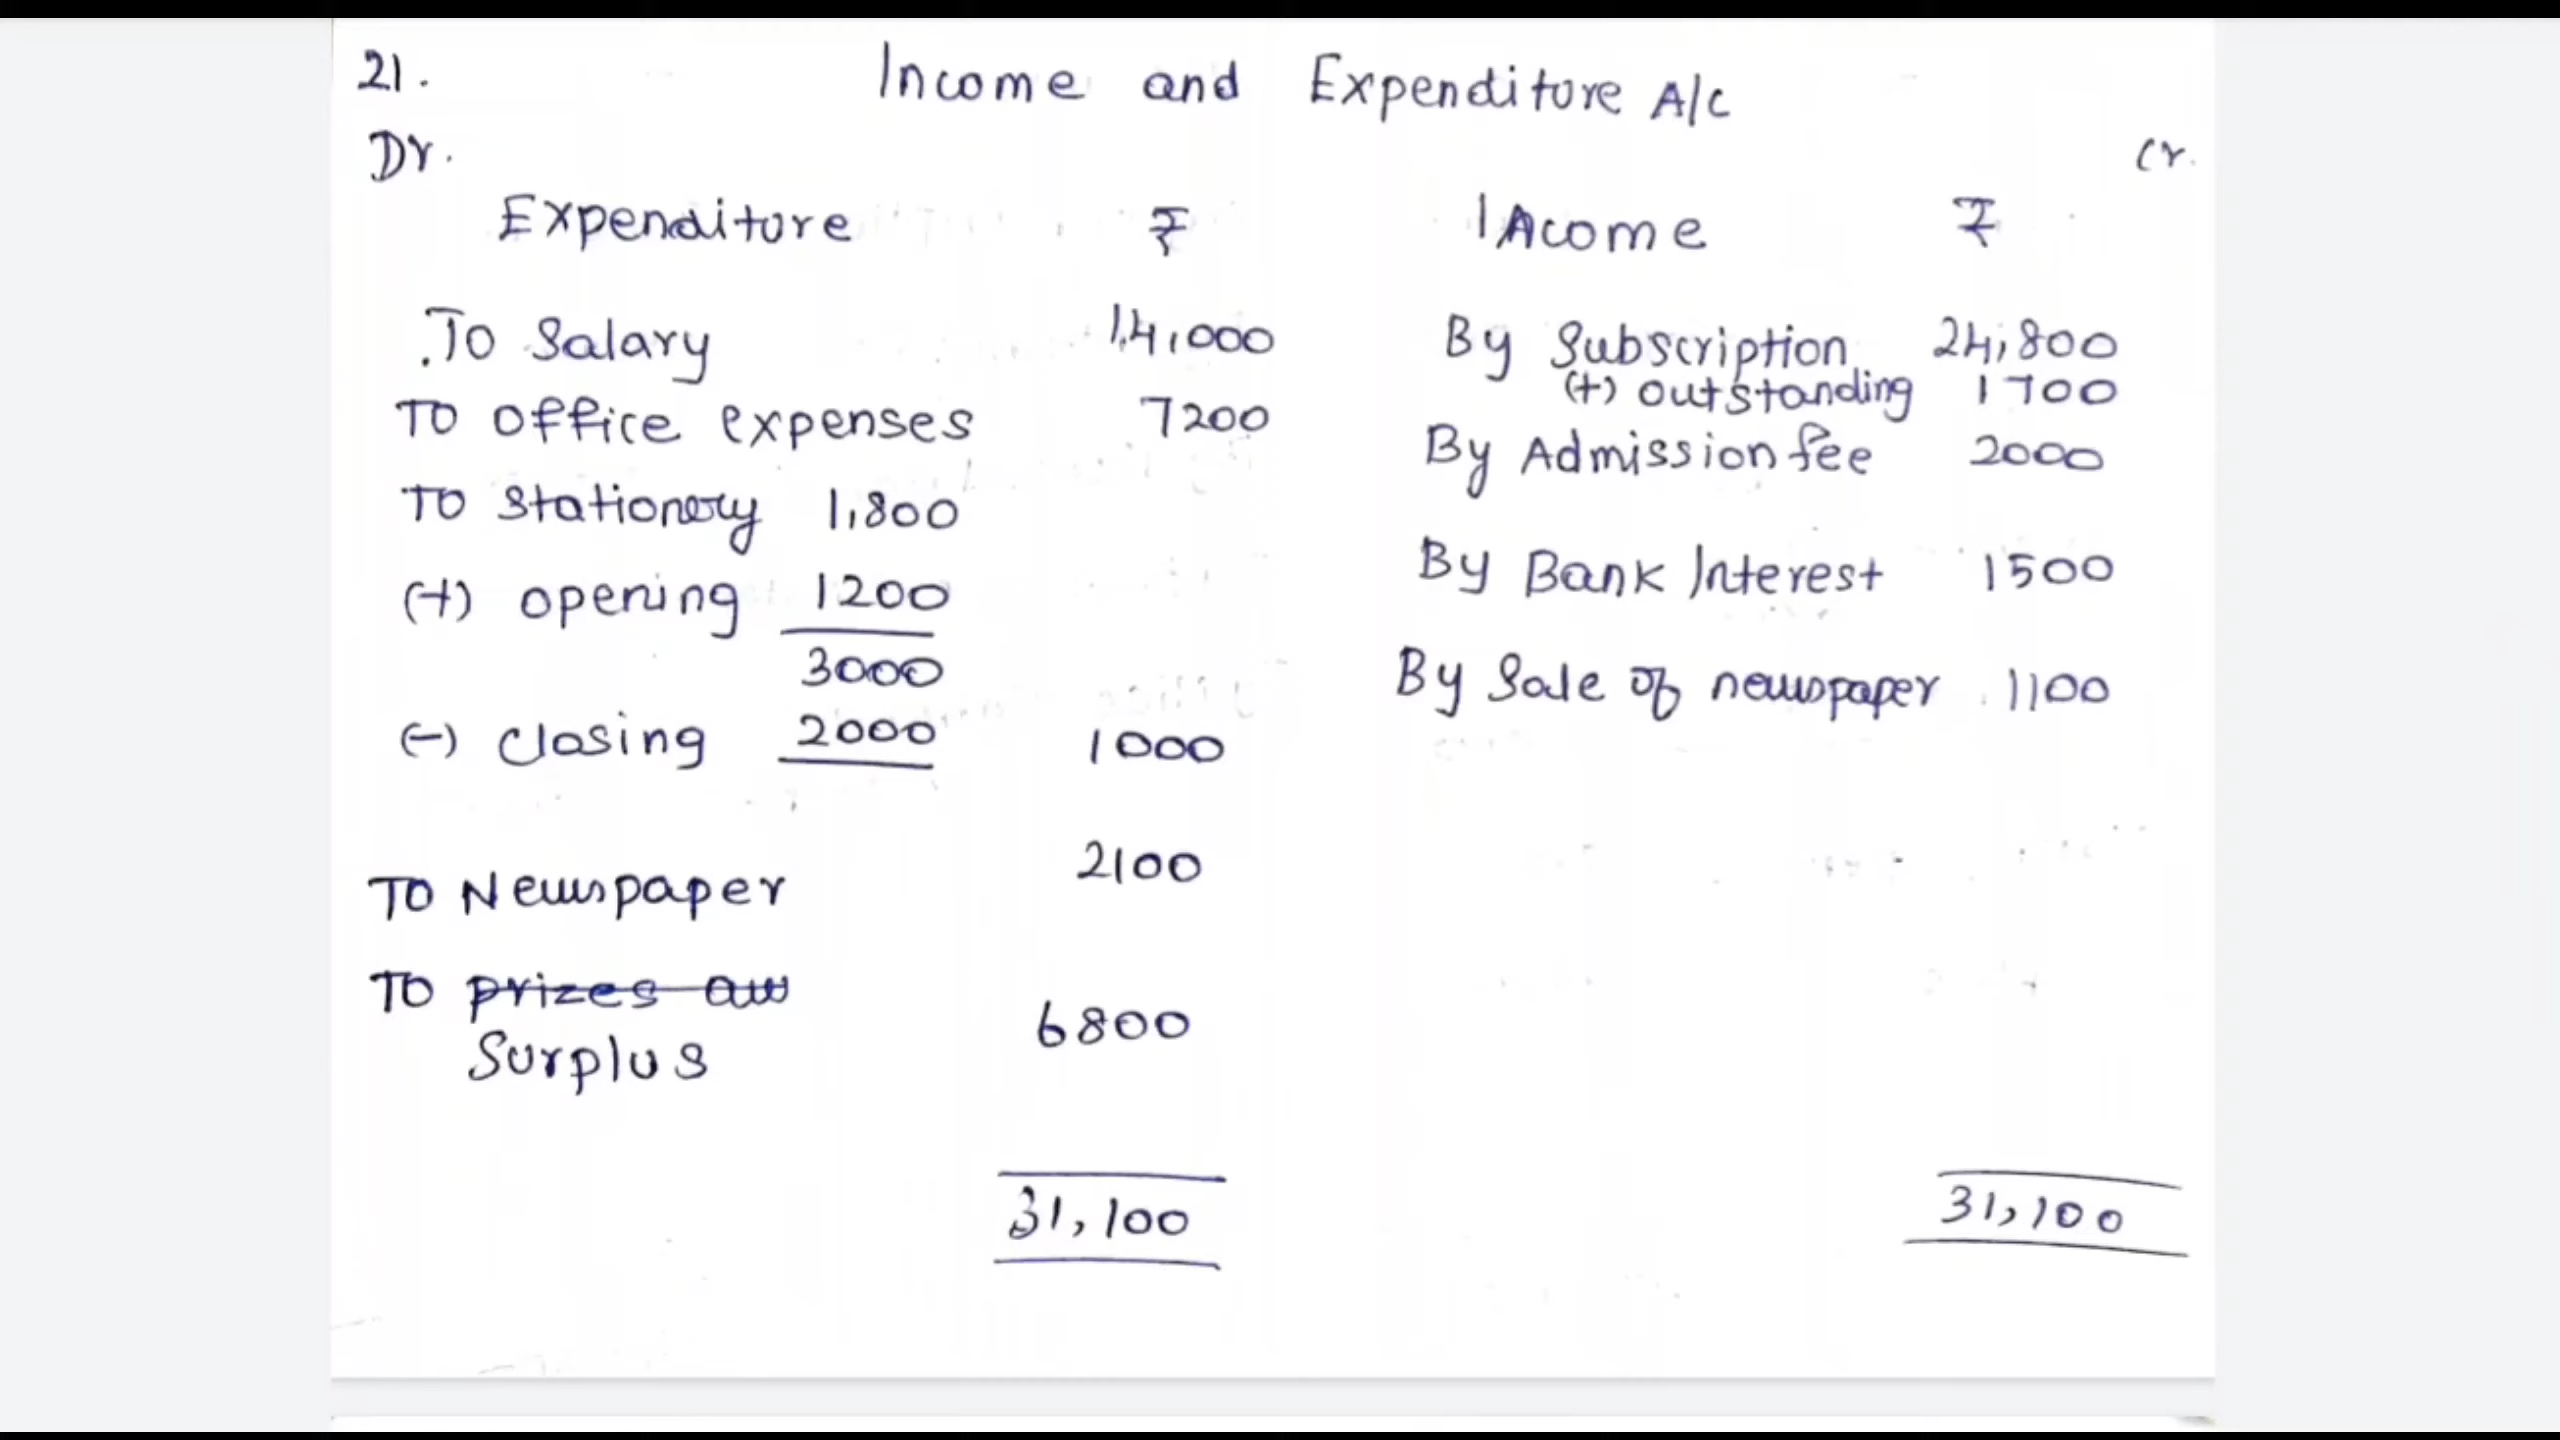 21. Income and Expenditure A/C
Dr. Cr.
Expenditure ₹ Income ₹
To Salary 14,000 By Subscription 24,800
(+) outstanding 1700
To office expenses 7200 By Admission fee 2000
To Stationery 1,800
(+) opening 1200 By Bank Interest 1500
3000 By Sale of newspaper 1100
(-) closing 2000 1000
To Newspaper 2100
To prizes aw
Surplus 6800
31,100 31,100